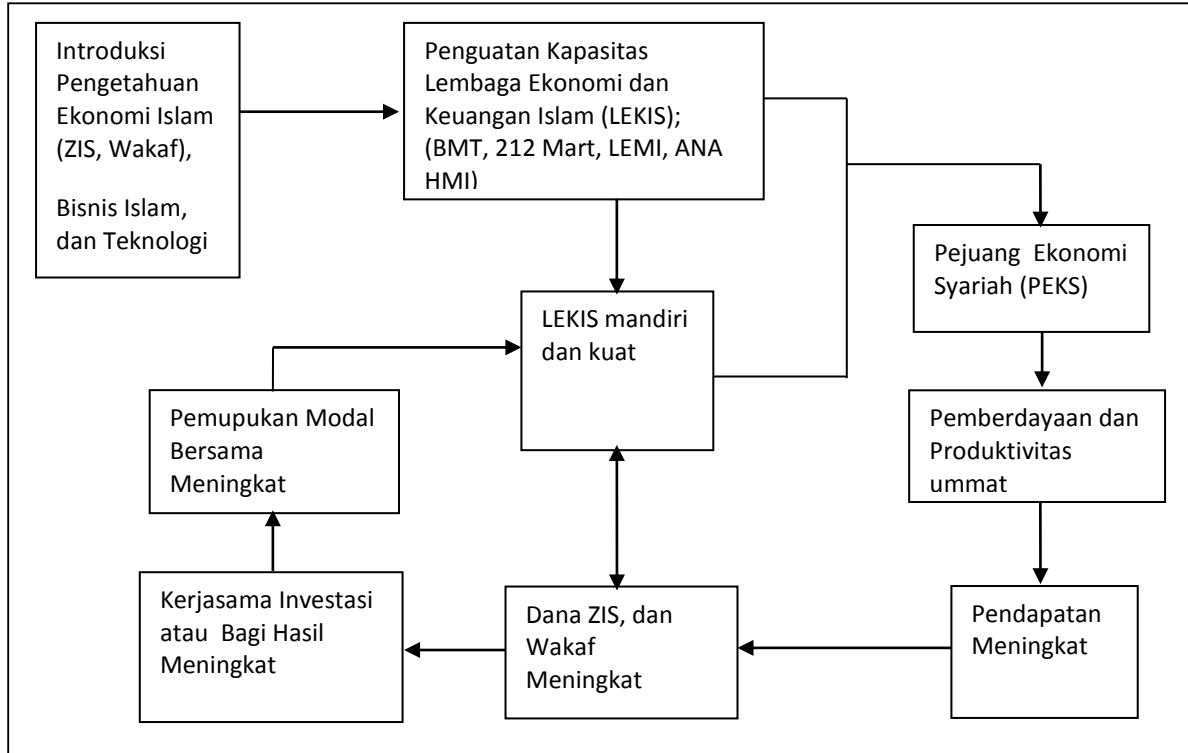 Introduksi
Pengetahuan
Ekonomi Islam
(ZIS, Wakaf),
Bisnis Islam,
dan Teknologi
Penguatan Kapasitas
Lembaga Ekonomi dan
Keuangan Islam (LEKIS);
(BMT, 212 Mart, LEMI, ANA
HMI)
Pejuang Ekonomi
Syariah (PEKS)
LEKIS mandiri
dan kuat
Pemupukan Modal
Bersama
Meningkat
Pemberdayaan dan
Produktivitas
ummat
Kerjasama Investasi
atau Bagi Hasil
Meningkat
Dana ZIS, dan
Wakaf
Meningkat
Pendapatan
Meningkat